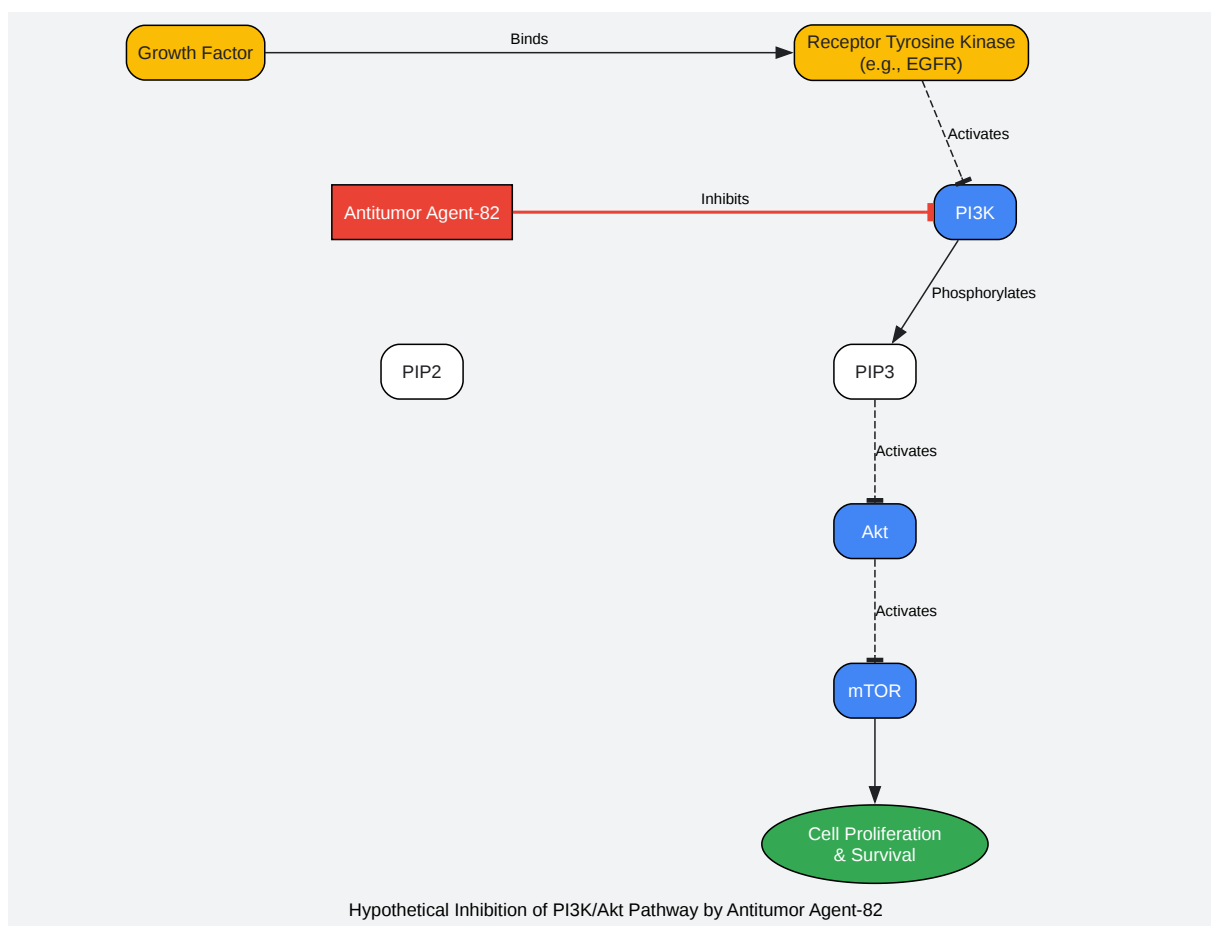 Growth Factor
Binds
Receptor Tyrosine Kinase
(e.g., EGFR)
Activates
Antitumor Agent-82
Inhibits
PI3K
Phosphorylates
PIP2
PIP3
Activates
Akt
Activates
mTOR
Cell Proliferation
& Survival
Hypothetical Inhibition of PI3K/Akt Pathway by Antitumor Agent-82